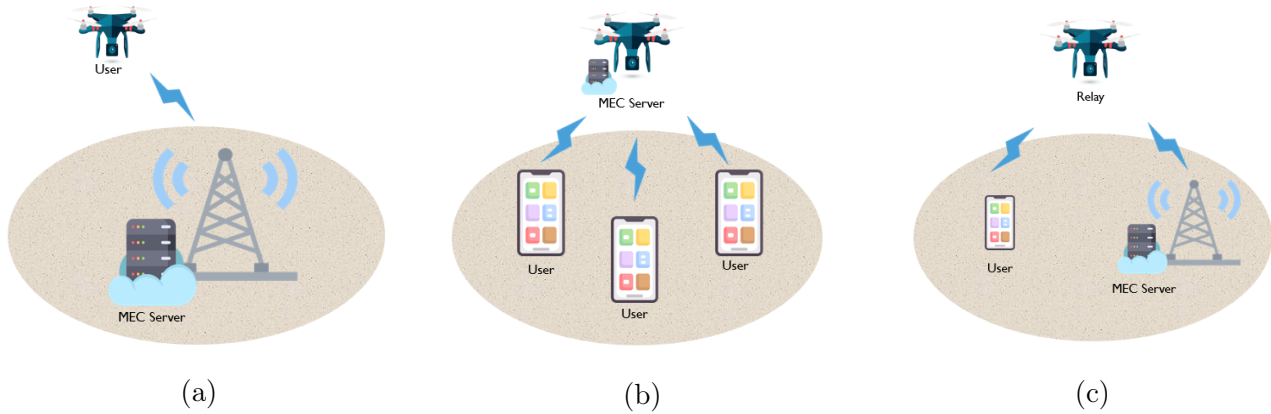 User
MEC Server
(a)
MEC Server
User
User
User
(b)
Relay
User
MEC Server
(c)